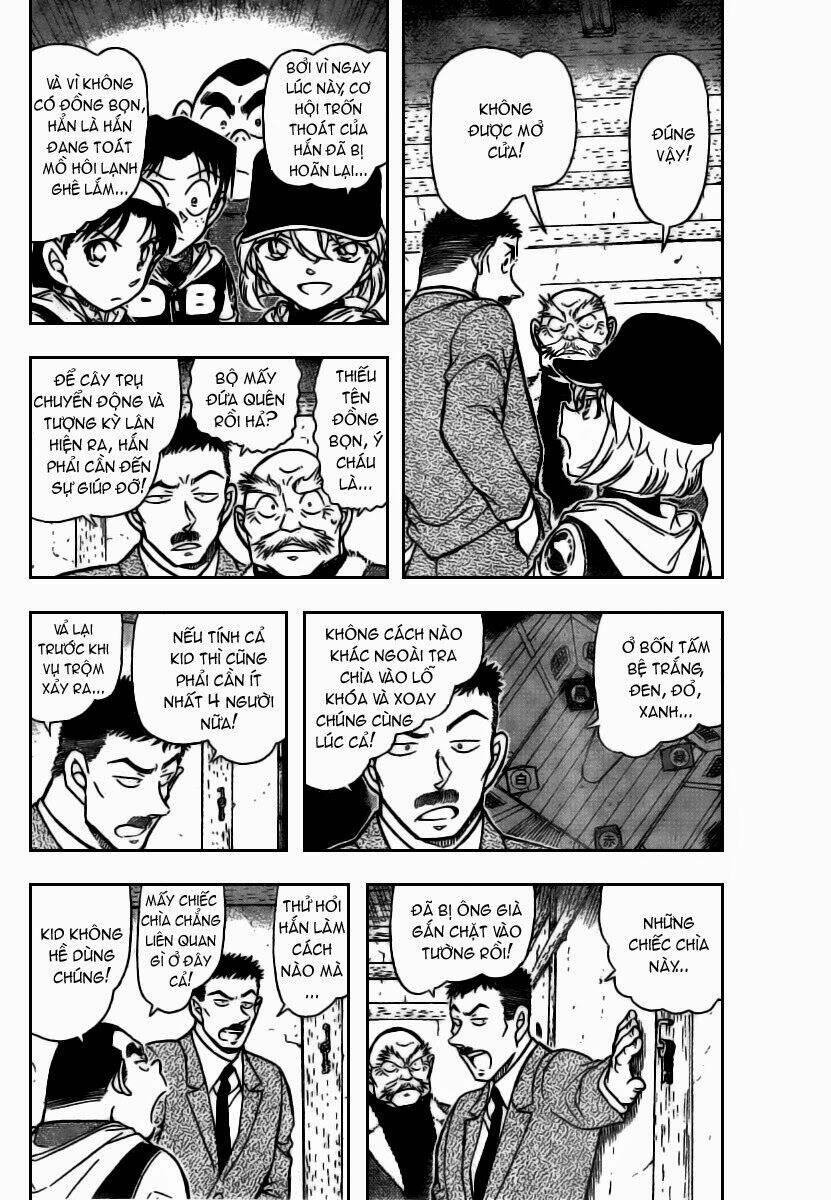 ĐÚNG
VẬY!
KHÔNG
ĐƯỢC MỞ
CỬA!
BỞI VÌ NGAY
LÚC NÀY, CƠ
HỘI TRỐN
THOÁT CỦA
HẮN ĐÃ BỊ
HOÃN LẠI...
VÀ VÌ KHÔNG
CÓ ĐỒNG BỌN,
HẲN LÀ HẮN
ĐANG TOÁT
MỒ HÔI LẠNH
GHÊ LẮM...
B
THIẾU
TÊN
ĐỒNG
BỌN, Ý
CHÁU
LÀ...
BỘ MẤY
ĐỨA QUÊN
RỒI HẢ?
ĐỂ CÂY TRỤ
CHUYỂN ĐỘNG VÀ
TƯỢNG KỲ LÂN
HIỆN RA, HẮN
PHẢI CẦN ĐẾN
SỰ GIÚP ĐỠ!
Ở BỐN TẤM
BỆ TRẮNG,
ĐEN, ĐỎ,
XANH...
KHÔNG CÁCH NÀO
KHÁC NGOÀI TRA
CHÌA VÀO LỖ
KHÓA VÀ XOAY
CHÚNG CÙNG
LÚC CẢ!
白
NẾU TÍNH CẢ
KID THÌ CŨNG
PHẢI CẦN ÍT
NHẤT 4 NGƯỜI
NỮA!
VẢ LẠI
TRƯỚC KHI
VỤ TRỘM
XẢY RA...
NHỮNG
CHIẾC CHÌA
NÀY...
ĐÃ BỊ ÔNG GIÀ
GẮN CHẶT VÀO
TƯỜNG RỒI!
THỬ HỎI
HẮN LÀM
CÁCH
NÀO MÀ
...
MẤY CHIẾC
CHÌA CHẲNG
LIÊN QUAN
GÌ Ở ĐÂY
CẢ!
KID KHÔNG
HỀ DÙNG
CHÚNG!